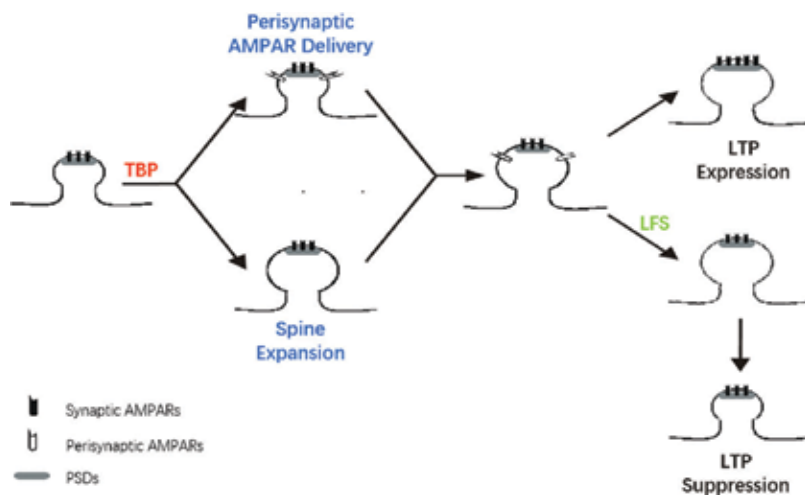 Perisynaptic
AMPAR Delivery
TBP
Spine
Expansion
LTP
Expression
LFS
LTP
Suppression
Synaptic AMPARs
Perisynaptic AMPARs
PSDs